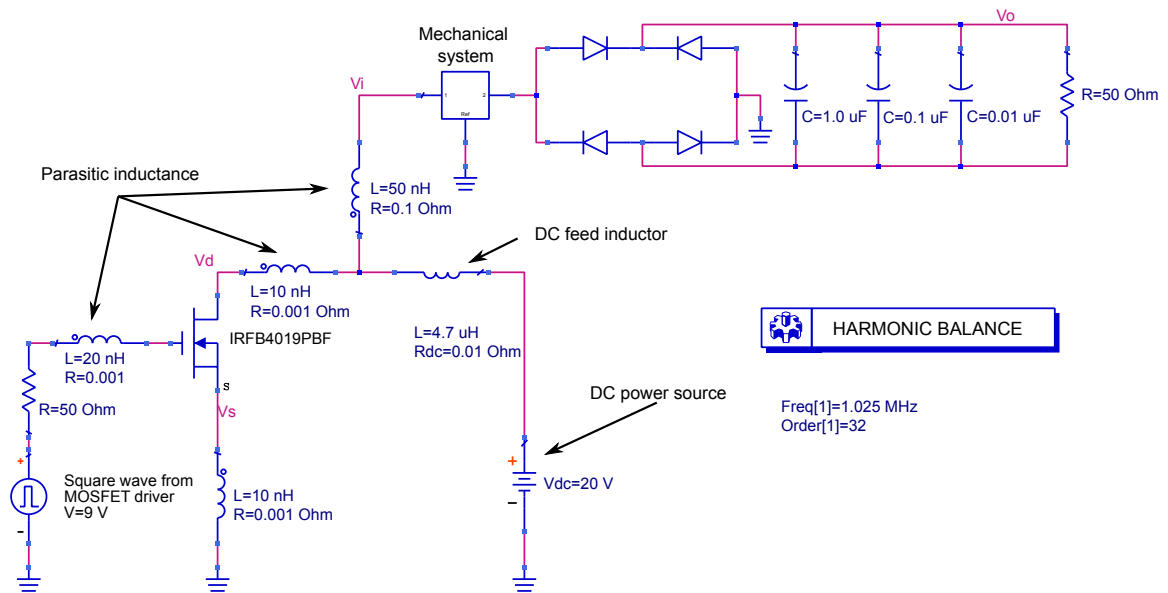 Mechanical
system
Vo
Vi
1
2
Ref
C=1.0 uF
C=0.1 uF
C=0.01 uF
R=50 Ohm
Parasitic inductance
L=50 nH
R=0.1 Ohm
DC feed inductor
Vd
L=10 nH
R=0.001 Ohm
L=4.7 uH
Rdc=0.01 Ohm
IRFB4019PBF
L=20 nH
R=0.001
HARMONIC BALANCE
s
R=50 Ohm
Vs
DC power source
Freq[1]=1.025 MHz
Order[1]=32
+
Square wave from
MOSFET driver
V=9 V
–
L=10 nH
R=0.001 Ohm
+
Vdc=20 V
–